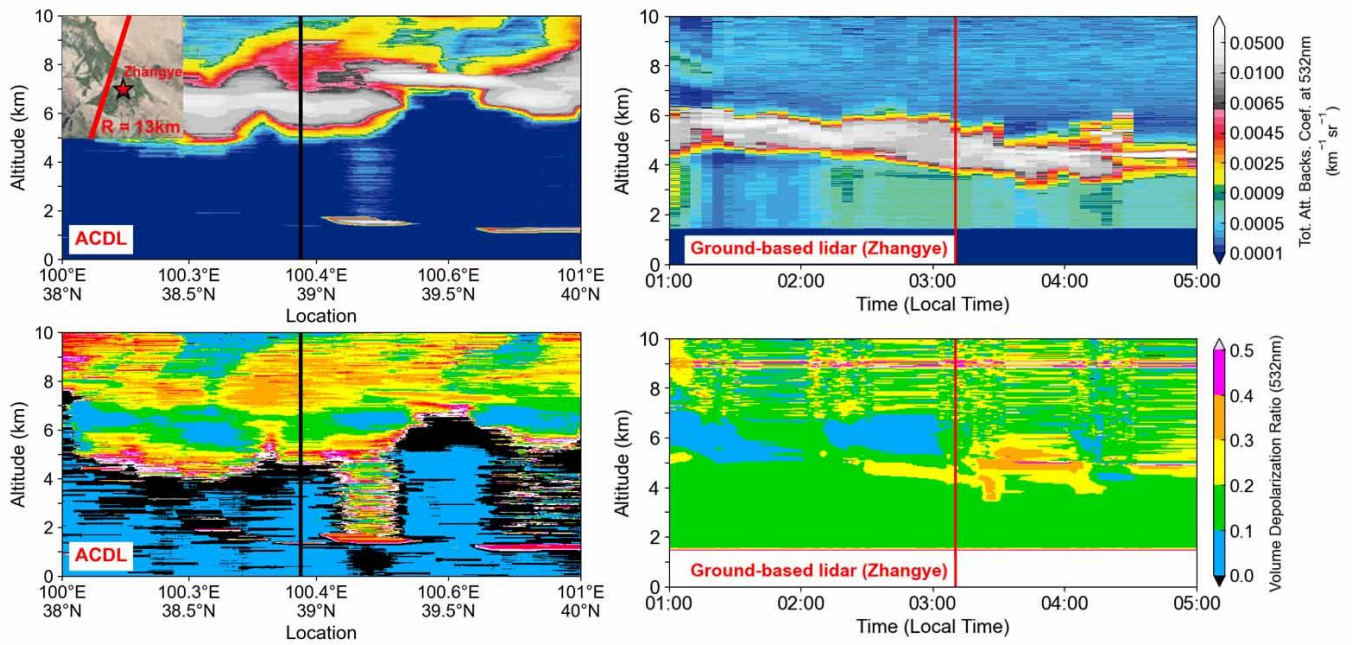 10
8
6
4
2
0
Altitude (km)
Zhangye
R = 13km
ACDL
100°E 100.3°E 100.4°E 100.6°E 101°E
38°N 38.5°N 39°N 39.5°N 40°N
Location
10
8
6
4
2
0
Altitude (km)
Ground-based lidar (Zhangye)
01:00 02:00 03:00 04:00 05:00
Time (Local Time)
0.0500
0.0100
0.0065
0.0045
0.0025
0.0009
0.0005
0.0001
Tot. Att. Backs. Coef. at 532nm
(km⁻¹ sr⁻¹)
10
8
6
4
2
0
Altitude (km)
ACDL
100°E 100.3°E 100.4°E 100.6°E 101°E
38°N 38.5°N 39°N 39.5°N 40°N
Location
10
8
6
4
2
0
Altitude (km)
Ground-based lidar (Zhangye)
01:00 02:00 03:00 04:00 05:00
Time (Local Time)
0.5
0.4
0.3
0.2
0.1
0.0
Volume Depolarization Ratio (532nm)